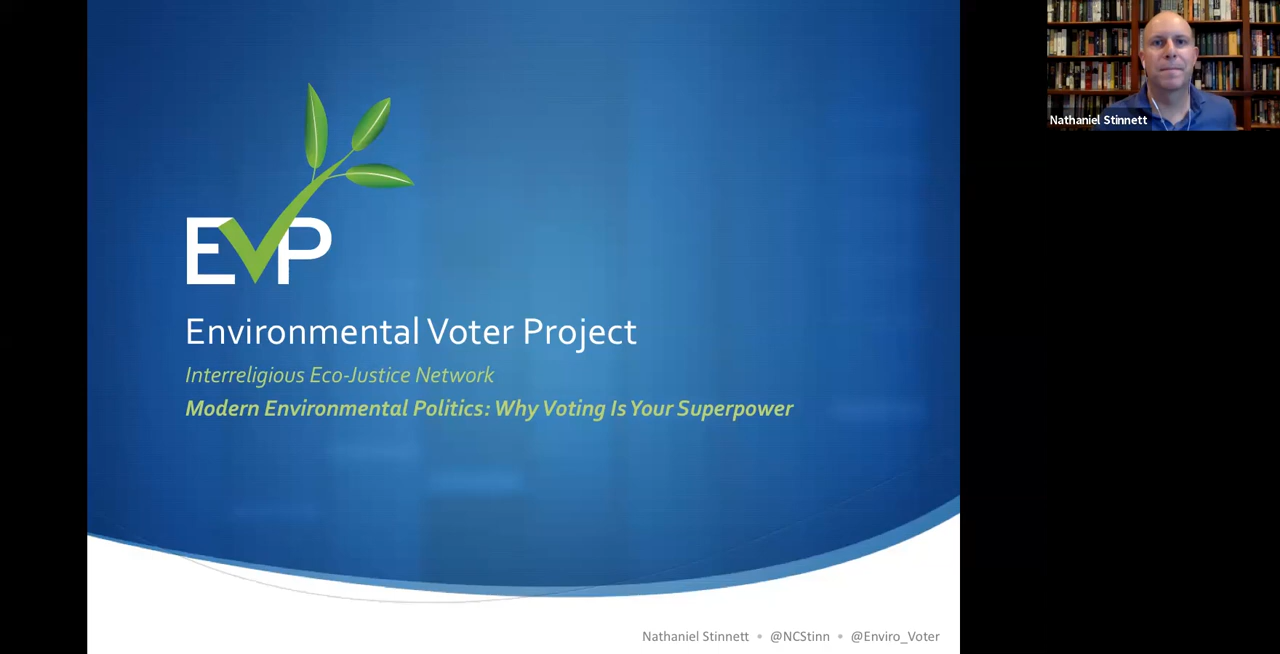 EVP
Environmental Voter Project
Interreligious Eco-Justice Network
Modern Environmental Politics: Why Voting Is Your Superpower
Nathaniel Stinnett • @NCStinn • @Enviro_Voter
Nathaniel Stinnett